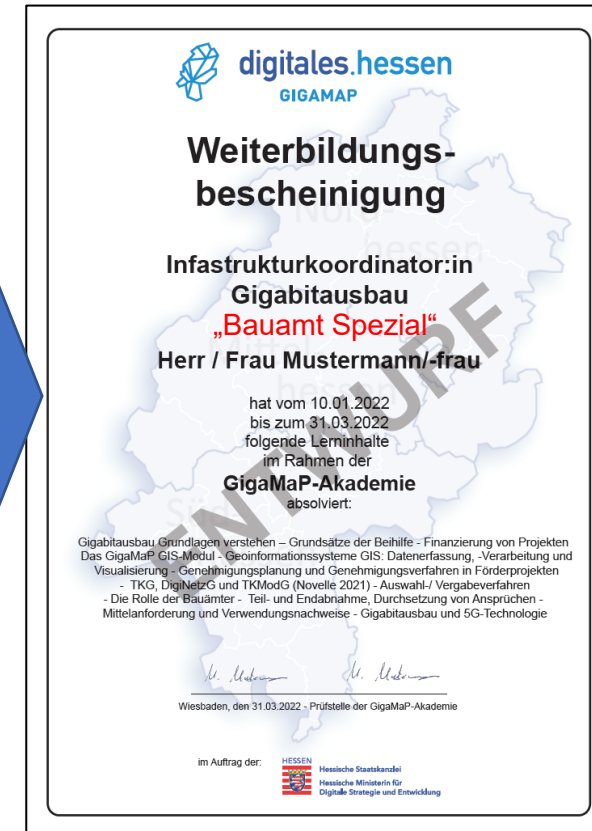 digitales.hessen
GIGAMAP
Weiterbildungs-
bescheinigung
Nord-
hessen
Infastrukturkoordinator:in
Gigabitausbau
„Bauamt Spezial“
Mittel
hessen
Herr / Frau Mustermann/-frau
hat vom 10.01.2022
bis zum 31.03.2022
folgende Lerninhalte
im Rahmen der
GigaMaP-Akademie
absolviert:
ENTWURF
Süd
Gigabitausbau Grundlagen verstehen – Grundsätze der Beihilfe - Finanzierung von Projekten
Das GigaMaP GIS-Modul - Geoinformationssysteme GIS: Datenerfassung, -Verarbeitung und
Visualisierung - Genehmigungsplanung und Genehmigungsverfahren in Förderprojekten
- TKG, DigiNetzG und TKModG (Novelle 2021) - Auswahl-/ Vergabeverfahren
- Die Rolle der Bauämter - Teil- und Endabnahme, Durchsetzung von Ansprüchen -
Mittelanforderung und Verwendungsnachweise - Gigabitausbau und 5G-Technologie
Wiesbaden, den 31.03.2022 - Prüfstelle der GigaMaP-Akademie
im Auftrag der:
HESSEN
Hessische Staatskanzlei
Hessische Ministerin für
Digitale Strategie und Entwicklung